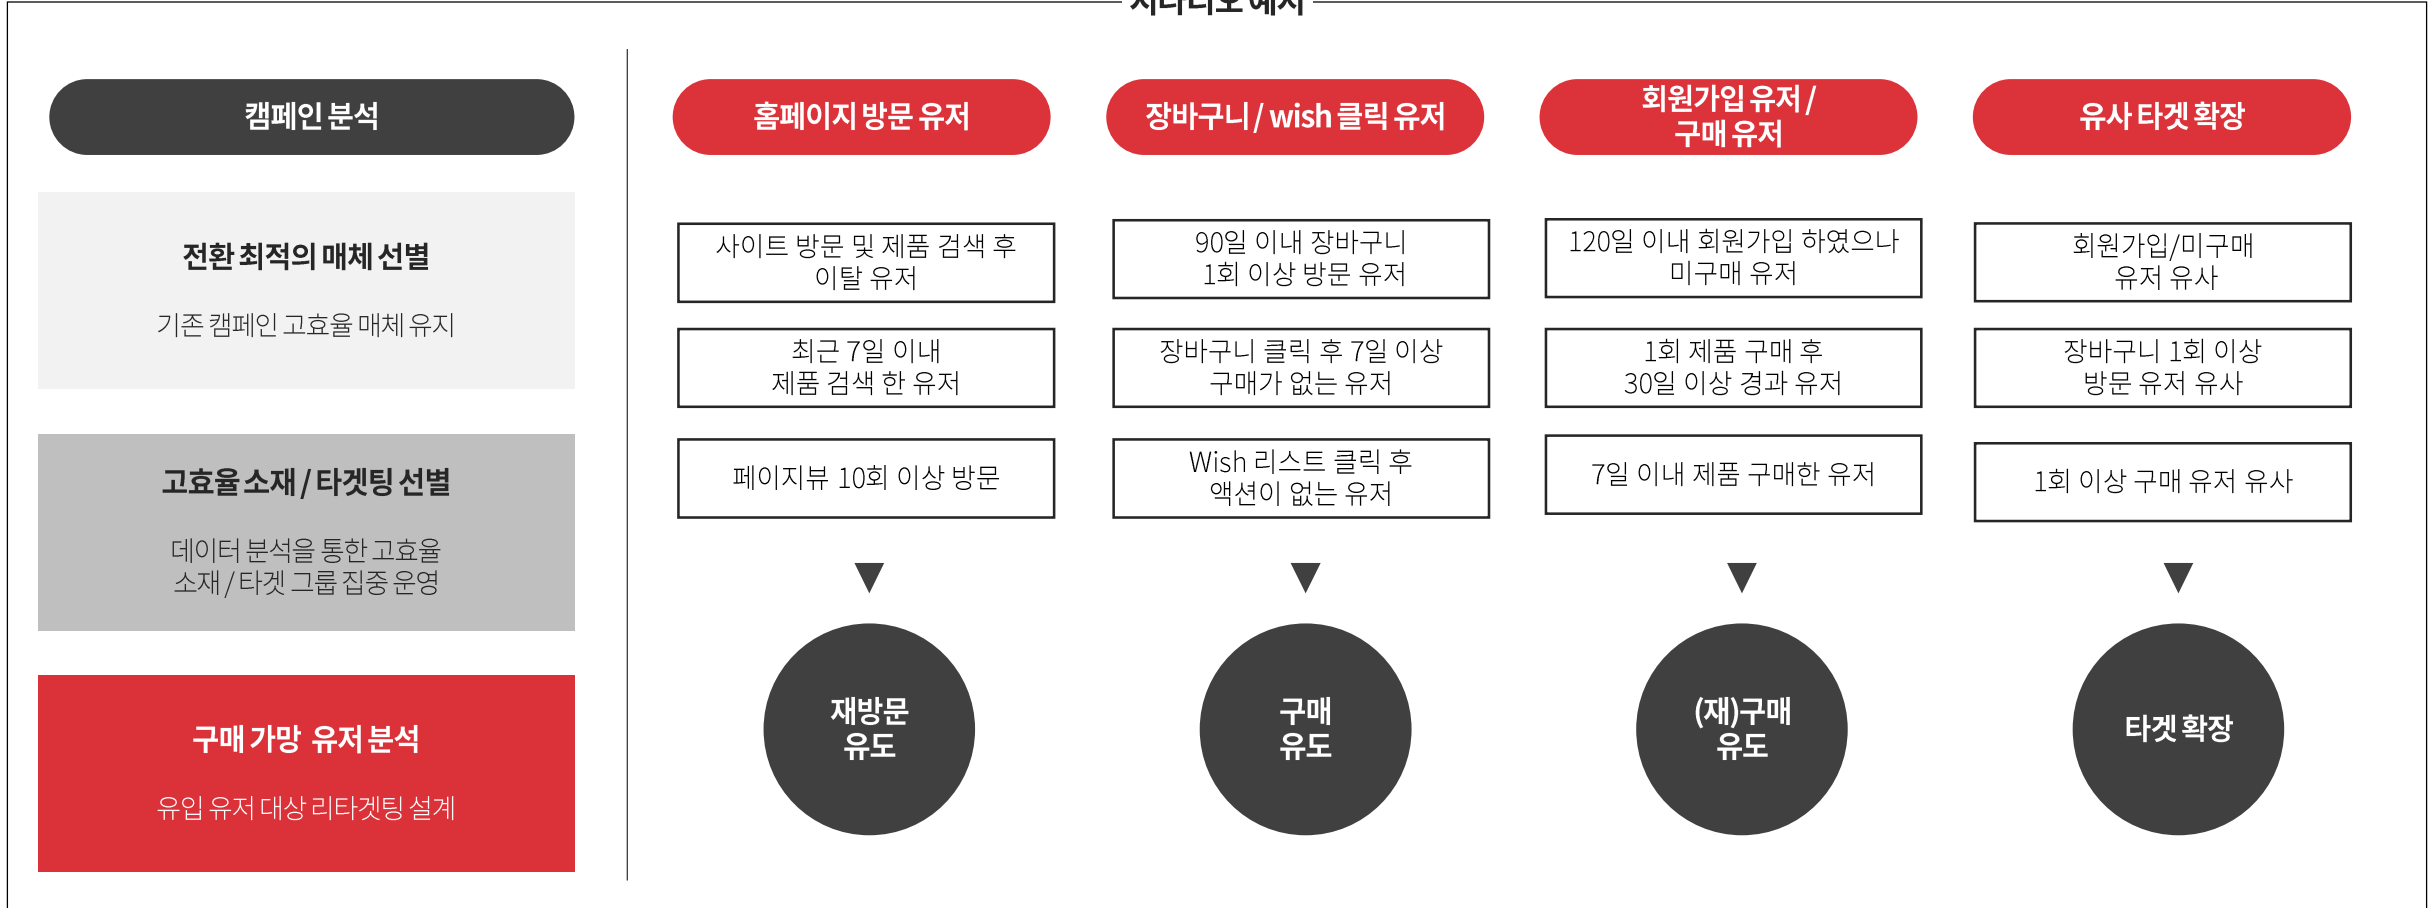 시나리오 예시
캠페인 분석
전환 최적의 매체 선별
기존 캠페인 고효율 매체 유지
고효율 소재 / 타겟팅 선별
데이터 분석을 통한 고효율
소재 / 타겟 그룹 집중 운영
구매 가망 유저 분석
유입 유저 대상 리타겟팅 설계
홈페이지 방문 유저
사이트 방문 및 제품 검색 후
이탈 유저
최근 7일 이내
제품 검색 한 유저
페이지뷰 10회 이상 방문
재방문
유도
장바구니 / wish 클릭 유저
90일 이내 장바구니
1회 이상 방문 유저
장바구니 클릭 후 7일 이상
구매가 없는 유저
Wish 리스트 클릭 후
액션이 없는 유저
구매
유도
회원가입 유저 /
구매 유저
120일 이내 회원가입 하였으나
미구매 유저
1회 제품 구매 후
30일 이상 경과 유저
7일 이내 제품 구매한 유저
(재)구매
유도
유사 타겟 확장
회원가입/미구매
유저 유사
장바구니 1회 이상
방문 유저 유사
1회 이상 구매 유저 유사
타겟 확장